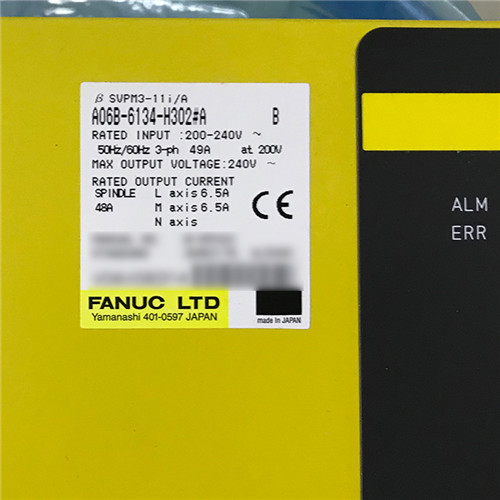 β SVPM3-11i/A
A06B-6134-H302#A B
RATED INPUT :200-240V ~
50Hz/60Hz 3-ph 49A at 200V
MAX OUTPUT VOLTAGE:240V ~
RATED OUTPUT CURRENT
SPINDLE L axis 6.5A
48A M axis 6.5A
N axis
CE
FANUC LTD
Yamanashi 401-0597 JAPAN
made in JAPAN
ALM
ERR